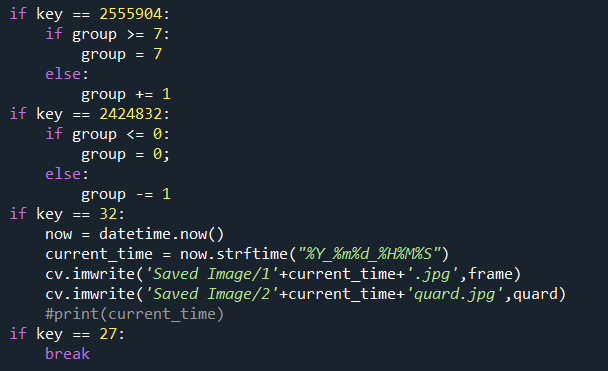 if key == 2555904:
    if group >= 7:
        group = 7
    else:
        group += 1
if key == 2424832:
    if group <= 0:
        group = 0;
    else:
        group -= 1
if key == 32:
    now = datetime.now()
    current_time = now.strftime("%Y_%m%d_%H%M%S")
    cv.imwrite('Saved Image/1'+current_time+'.jpg',frame)
    cv.imwrite('Saved Image/2'+current_time+'quard.jpg',quard)
    #print(current_time)
if key == 27:
    break